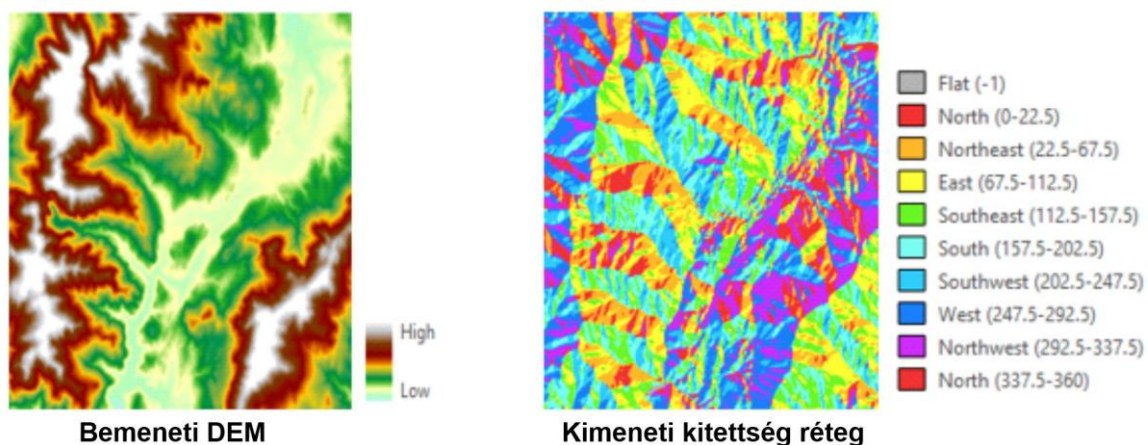 High
Low
Bemeneti DEM
Flat (-1)
North (0-22.5)
Northeast (22.5-67.5)
East (67.5-112.5)
Southeast (112.5-157.5)
South (157.5-202.5)
Southwest (202.5-247.5)
West (247.5-292.5)
Northwest (292.5-337.5)
North (337.5-360)
Kimeneti kitettség réteg